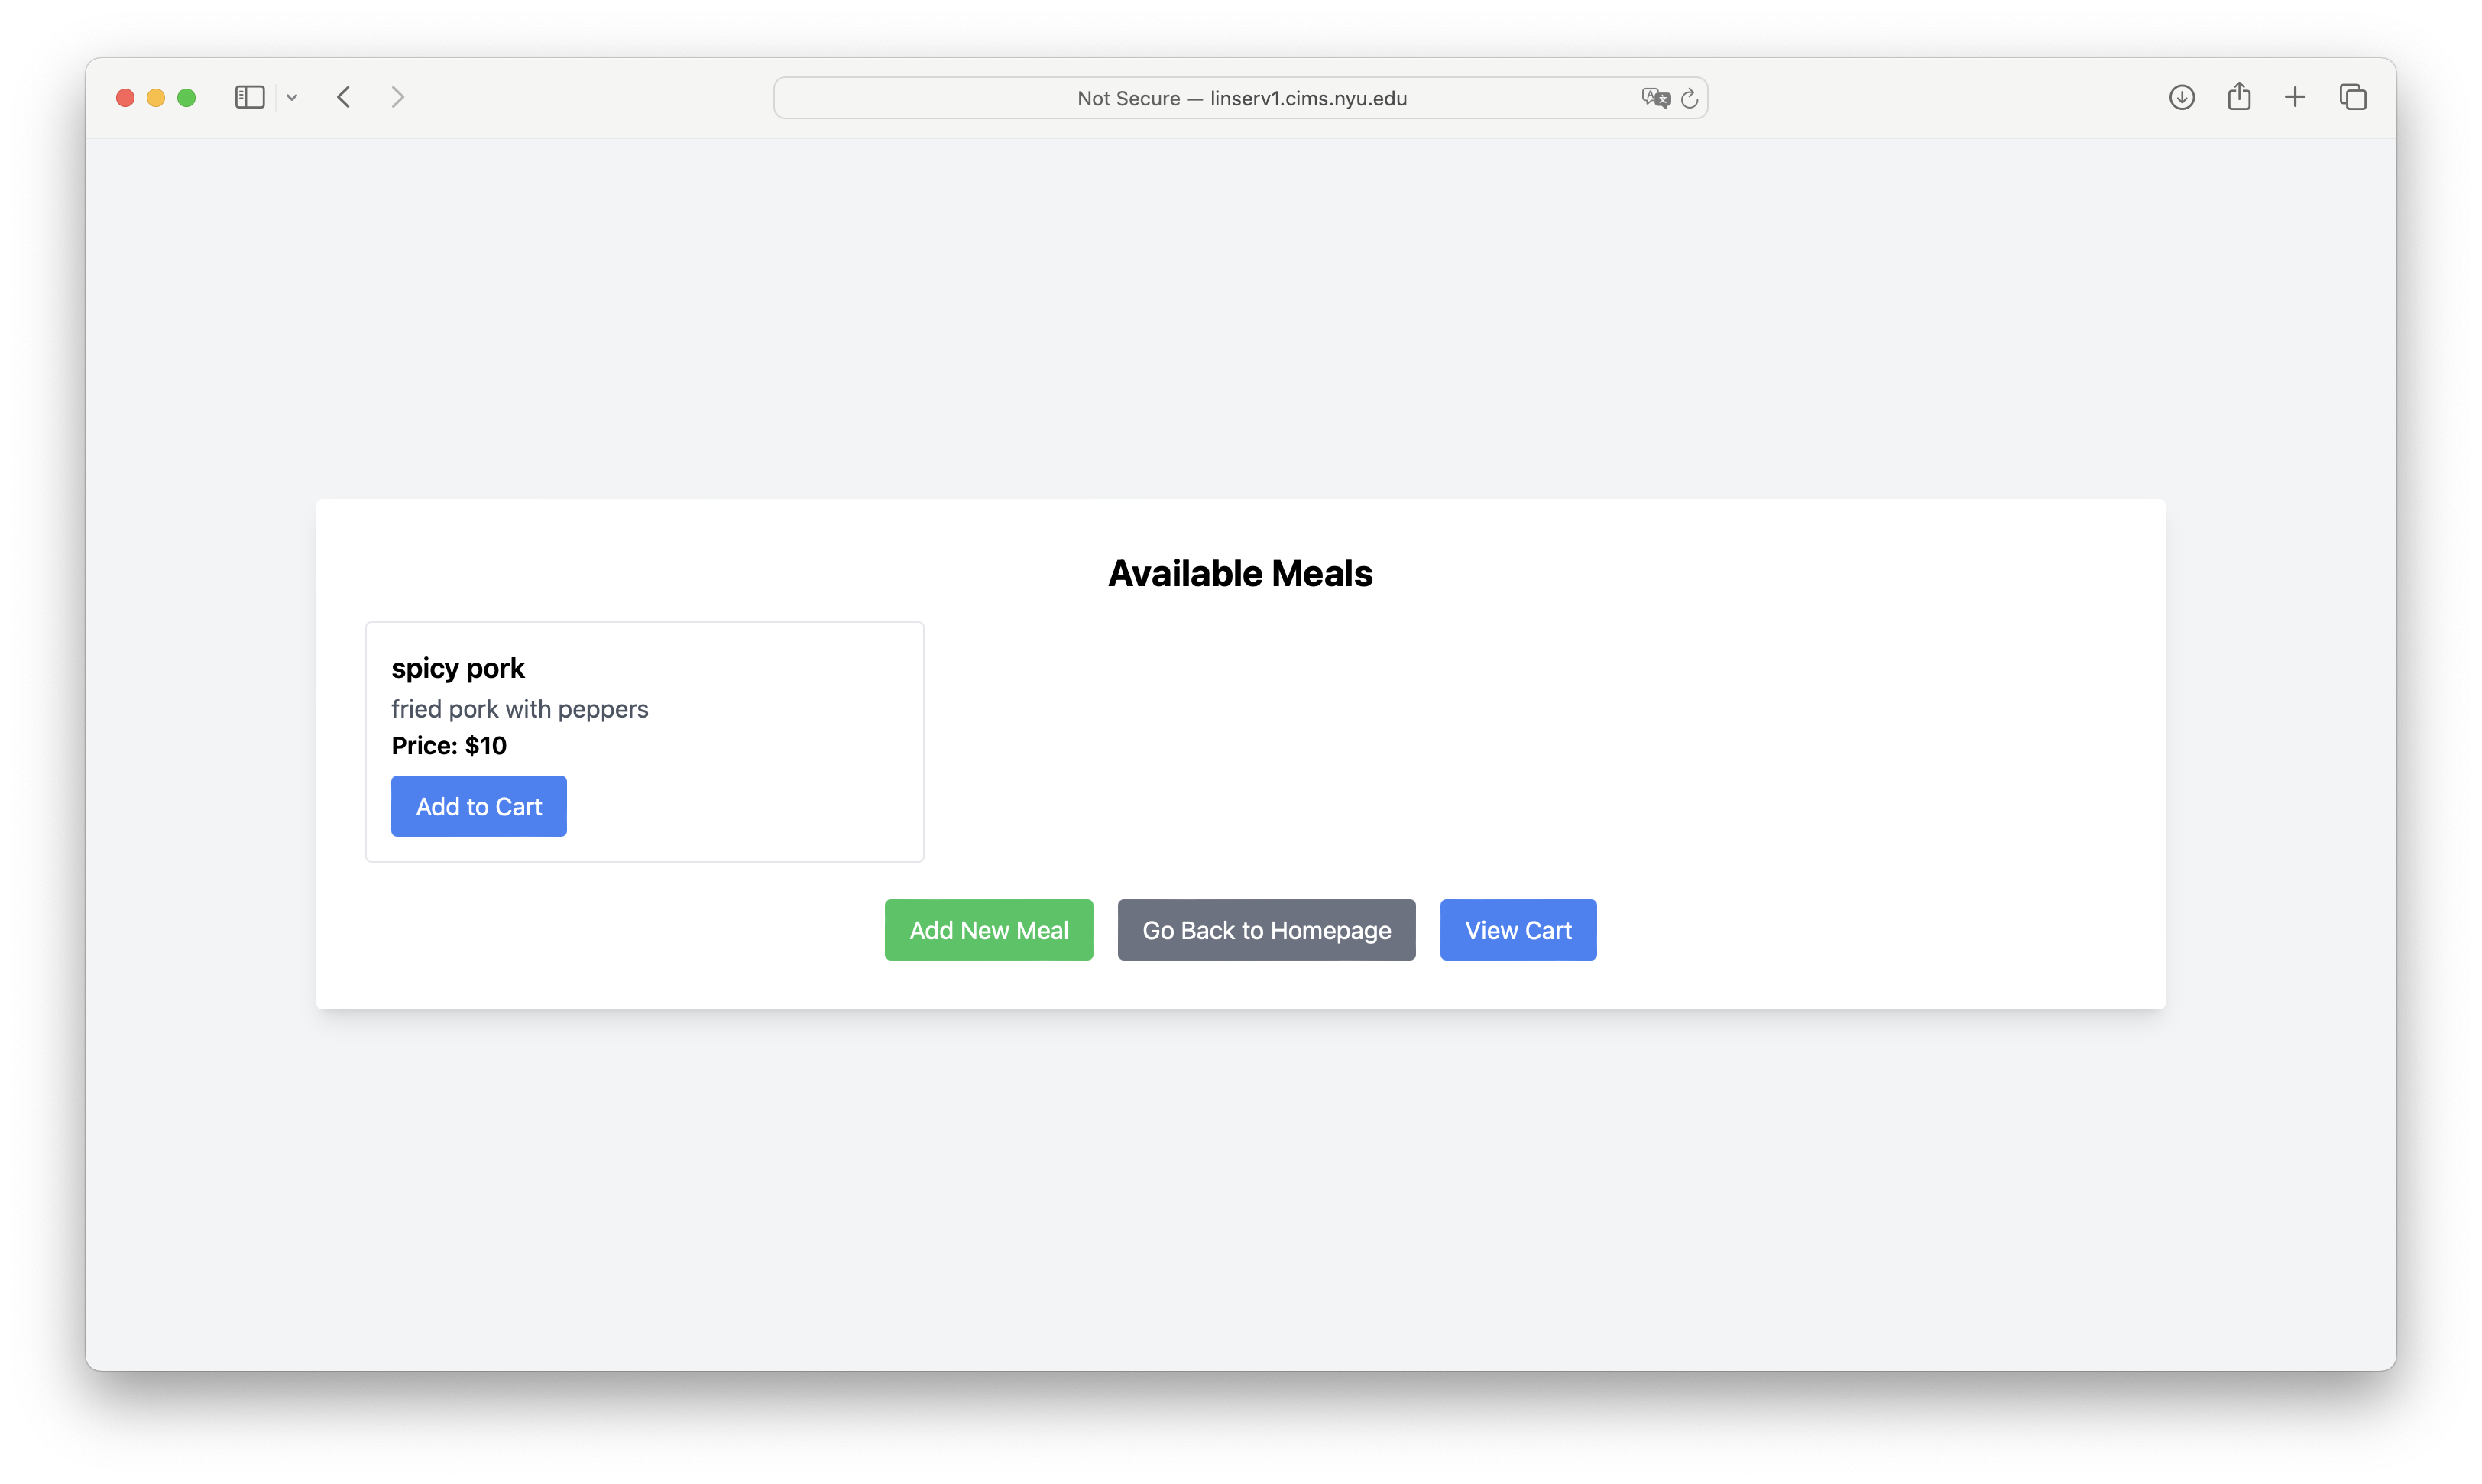 Not Secure — linserv1.cims.nyu.edu
Available Meals
spicy pork
fried pork with peppers
Price: $10
Add to Cart
Add New Meal
Go Back to Homepage
View Cart